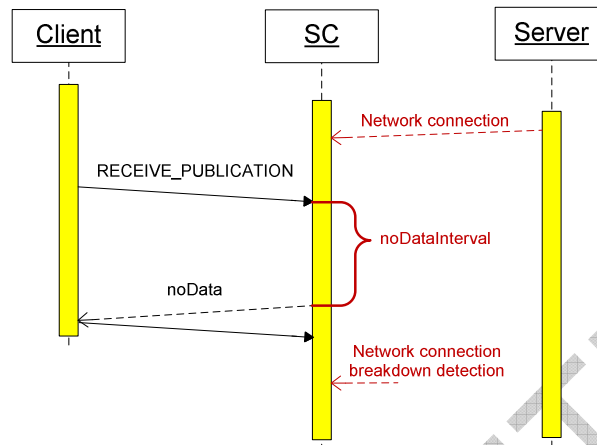 Client
SC
Server
Network connection
RECEIVE_PUBLICATION
noDataInterval
noData
Network connection
breakdown detection